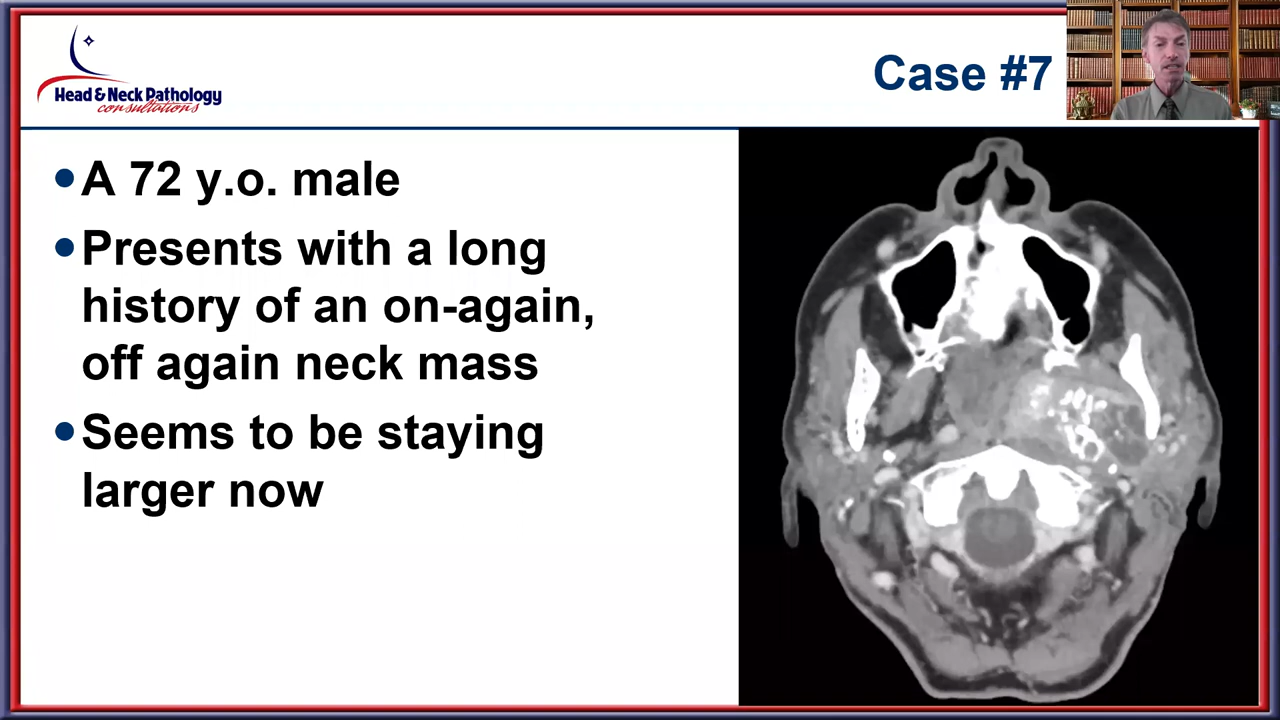 Head & Neck Pathology
consultations
Case #7
A 72 y.o. male
Presents with a long
history of an on-again,
off again neck mass
Seems to be staying
larger now